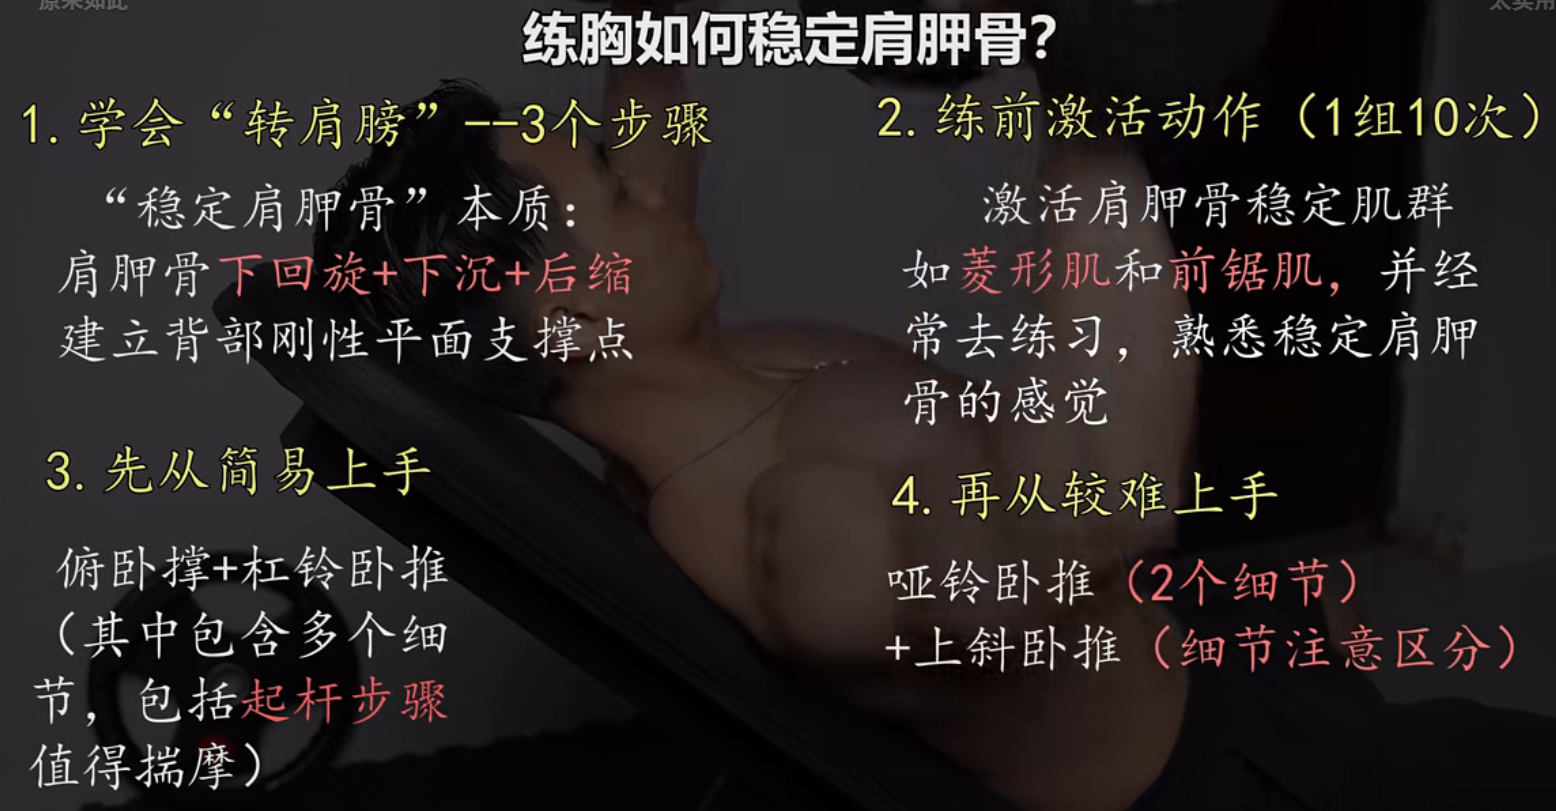 原来如此
太实用
练胸如何稳定肩胛骨?
1. 学会“转肩膀”--3个步骤
“稳定肩胛骨”本质:
肩胛骨下回旋+下沉+后缩
建立背部刚性平面支撑点
2. 练前激活动作（1组10次）
激活肩胛骨稳定肌群
如菱形肌和前锯肌，并经
常去练习，熟悉稳定肩胛
骨的感觉
3. 先从简易上手
俯卧撑+杠铃卧推
（其中包含多个细
节，包括起杆步骤
值得揣摩）
4. 再从较难上手
哑铃卧推（2个细节）
+上斜卧推（细节注意区分）